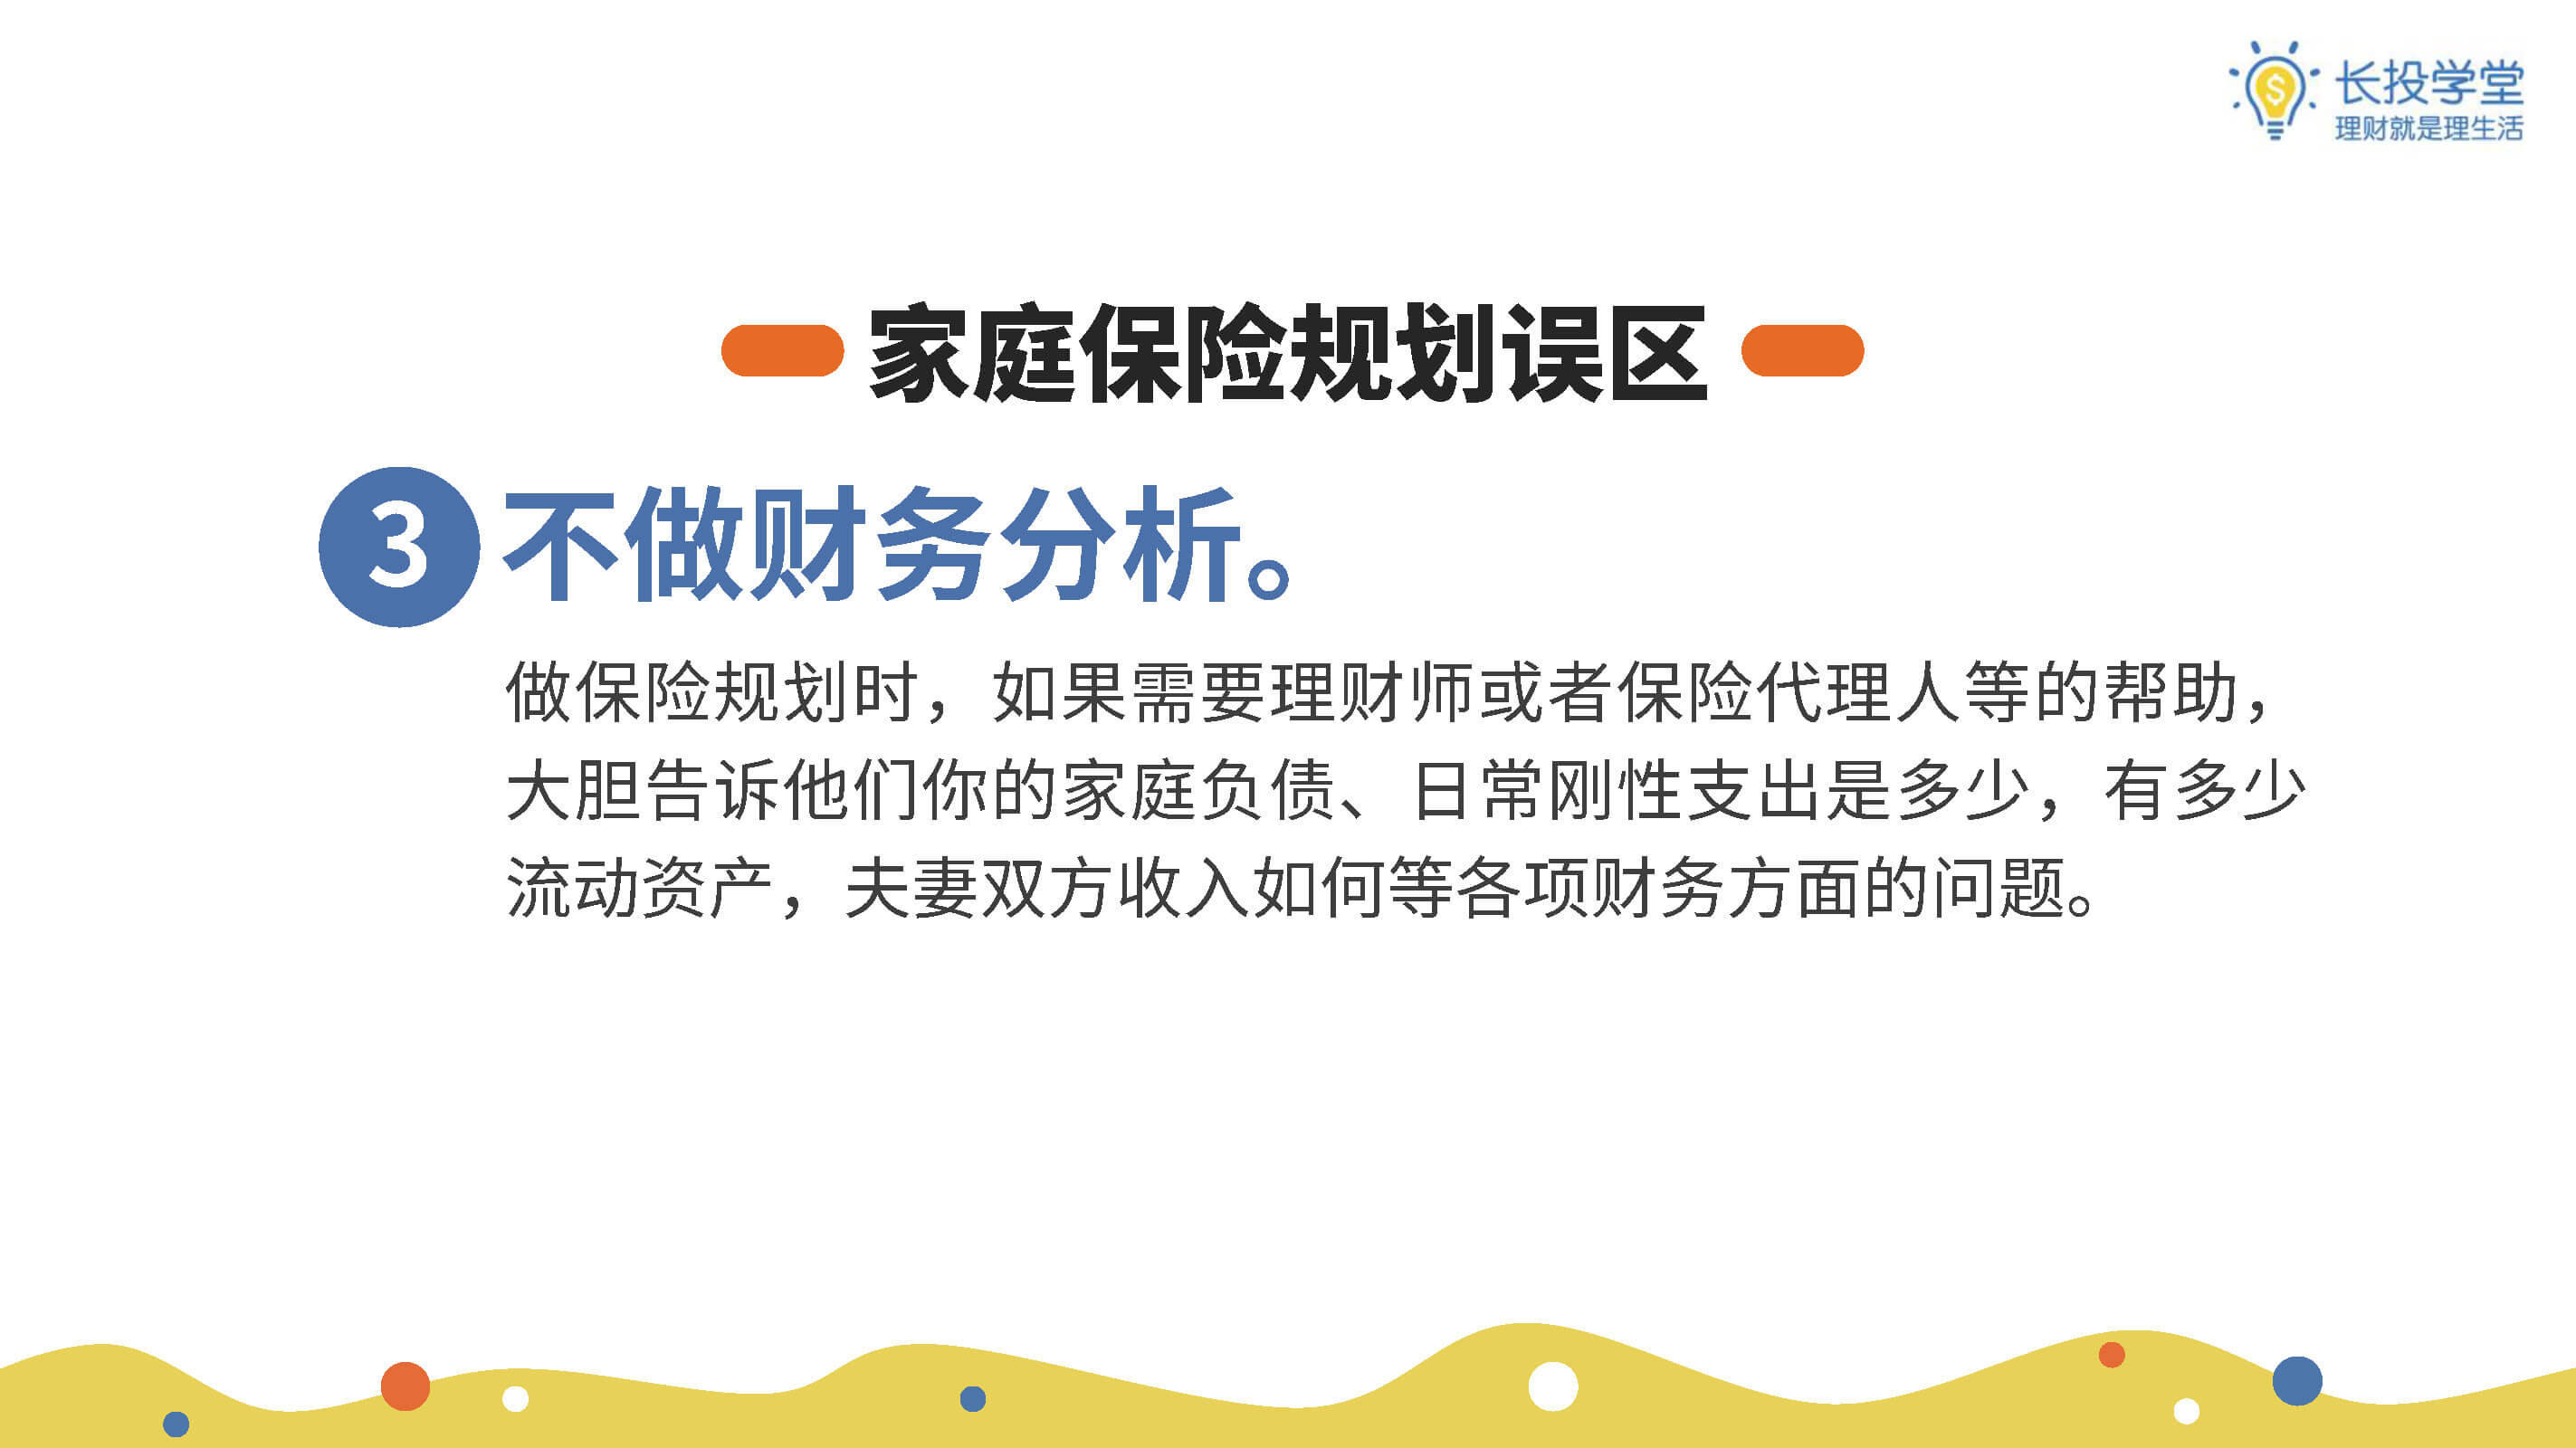 长投学堂
理财就是理生活
家庭保险规划误区
3 不做财务分析。
做保险规划时，如果需要理财师或者保险代理人等的帮助，
大胆告诉他们你的家庭负债、日常刚性支出是多少，有多少
流动资产，夫妻双方收入如何等各项财务方面的问题。